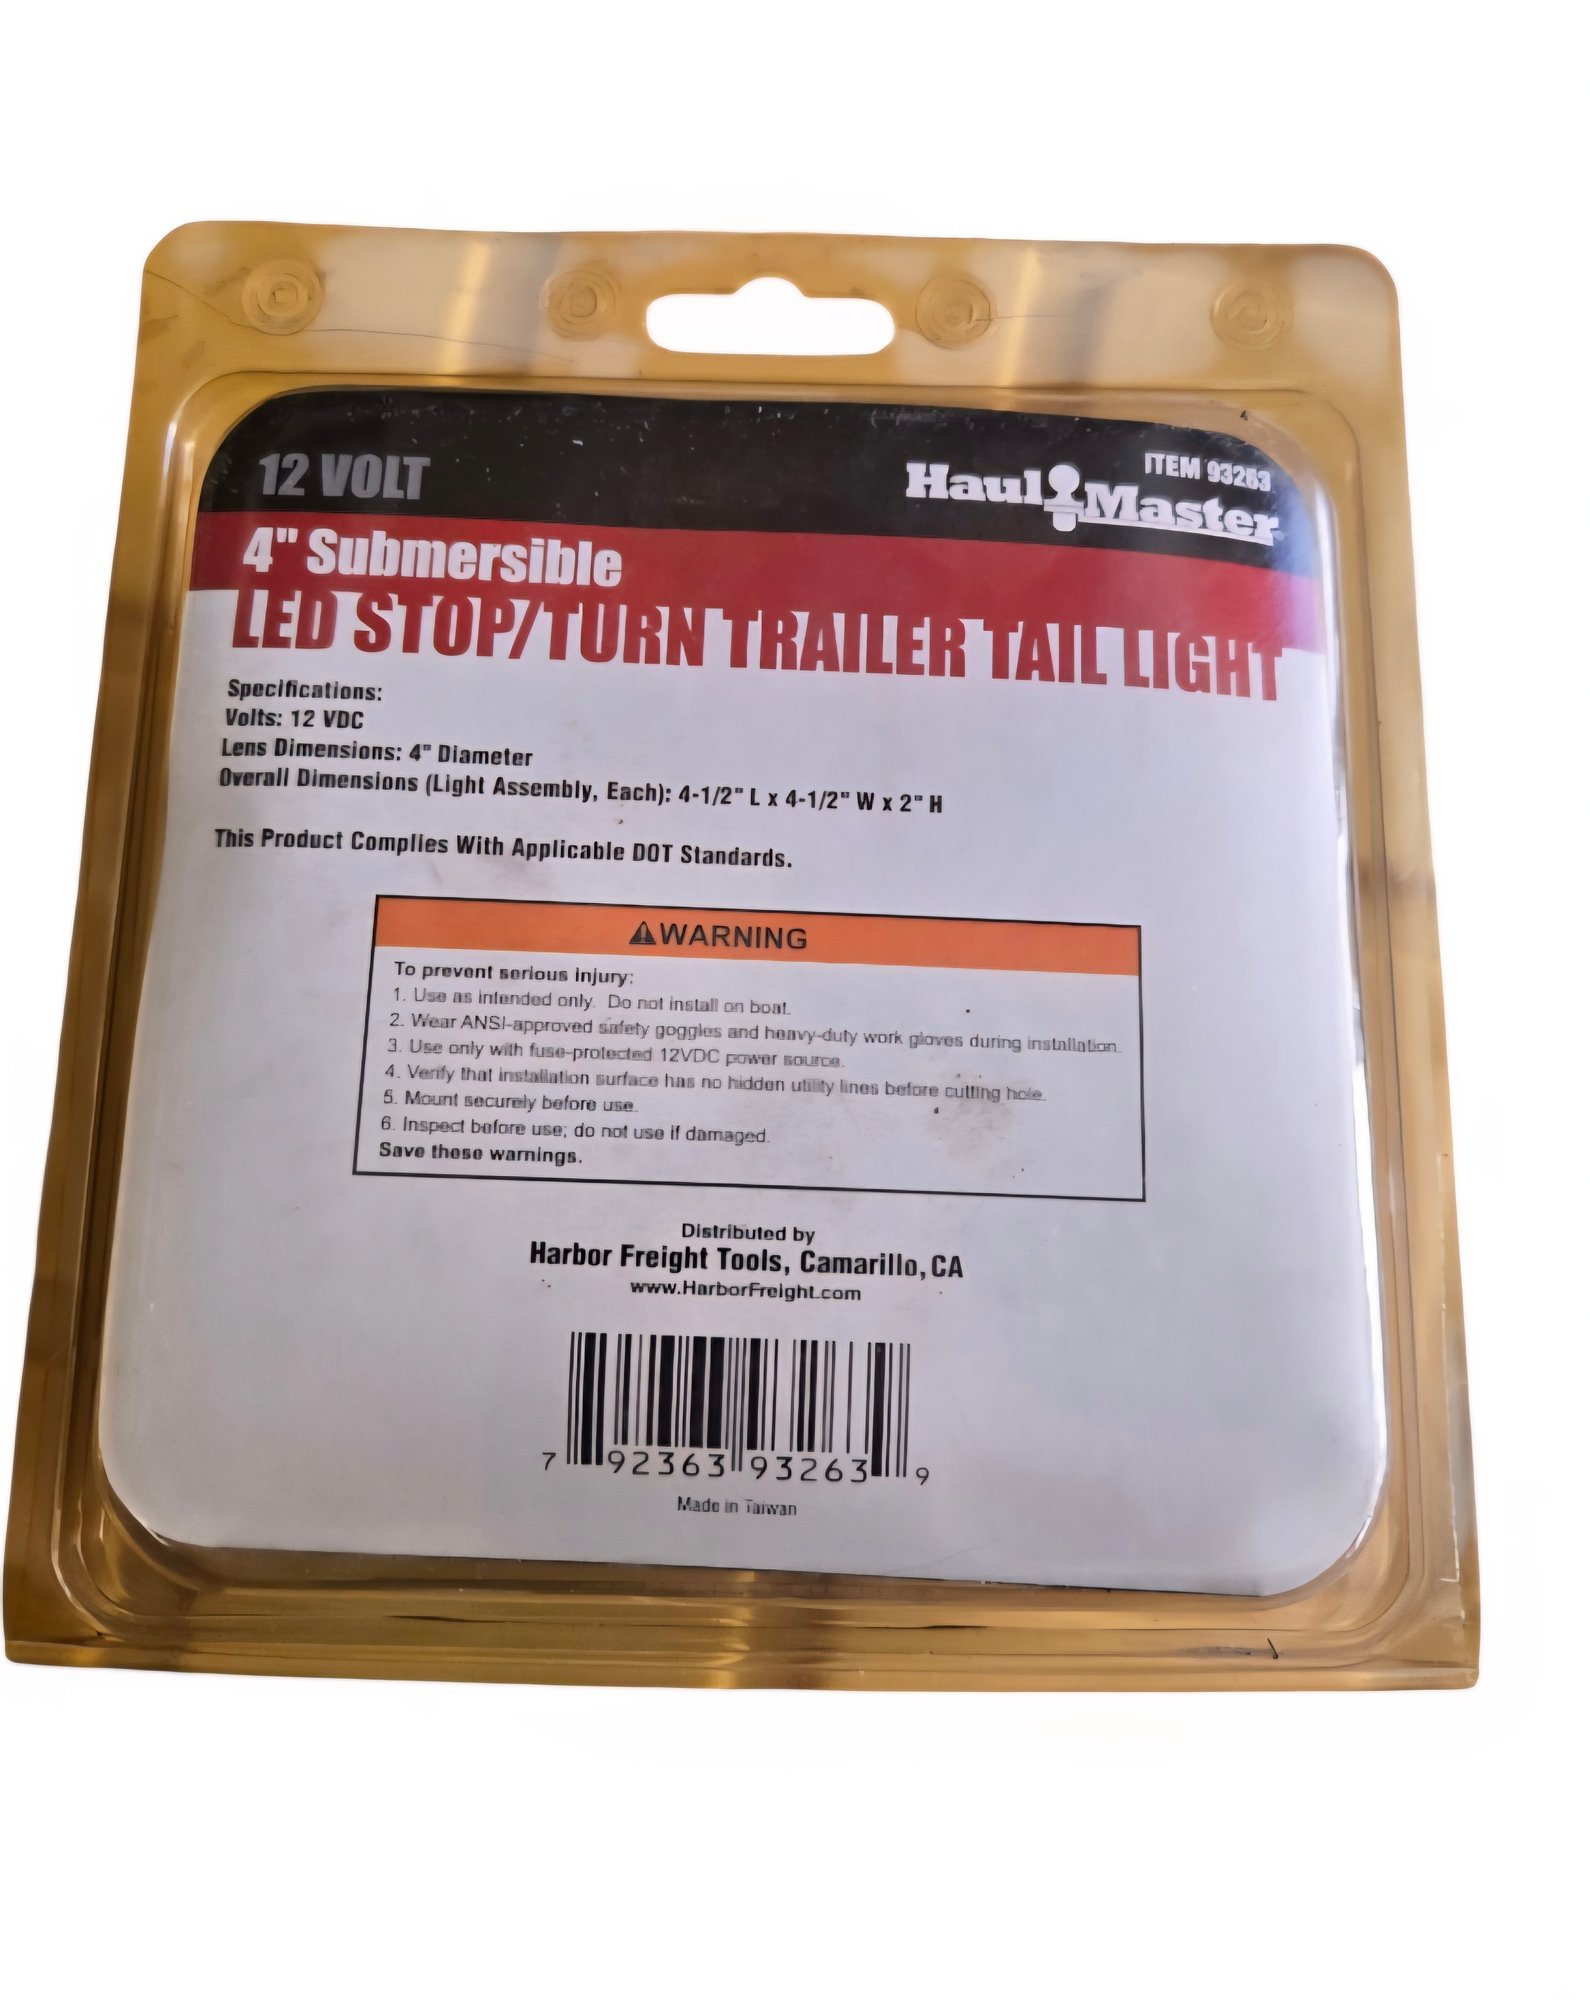 12 VOLT
ITEM 93263
Haul Master
4" Submersible
LED STOP/TURN TRAILER TAIL LIGHT
Specifications:
Volts: 12 VDC
Lens Dimensions: 4" Diameter
Overall Dimensions (Light Assembly, Each): 4-1/2" L x 4-1/2" W x 2" H
This Product Complies With Applicable DOT Standards.
⚠WARNING
To prevent serious injury:
1. Use as intended only. Do not install on boat.
2. Wear ANSI-approved safety goggles and heavy-duty work gloves during installation.
3. Use only with fuse-protected 12VDC power source.
4. Verify that installation surface has no hidden utility lines before cutting hole.
5. Mount securely before use.
6. Inspect before use; do not use if damaged.
Save these warnings.
Distributed by
Harbor Freight Tools, Camarillo, CA
www.HarborFreight.com
7 92363 93263 9
Made in Taiwan